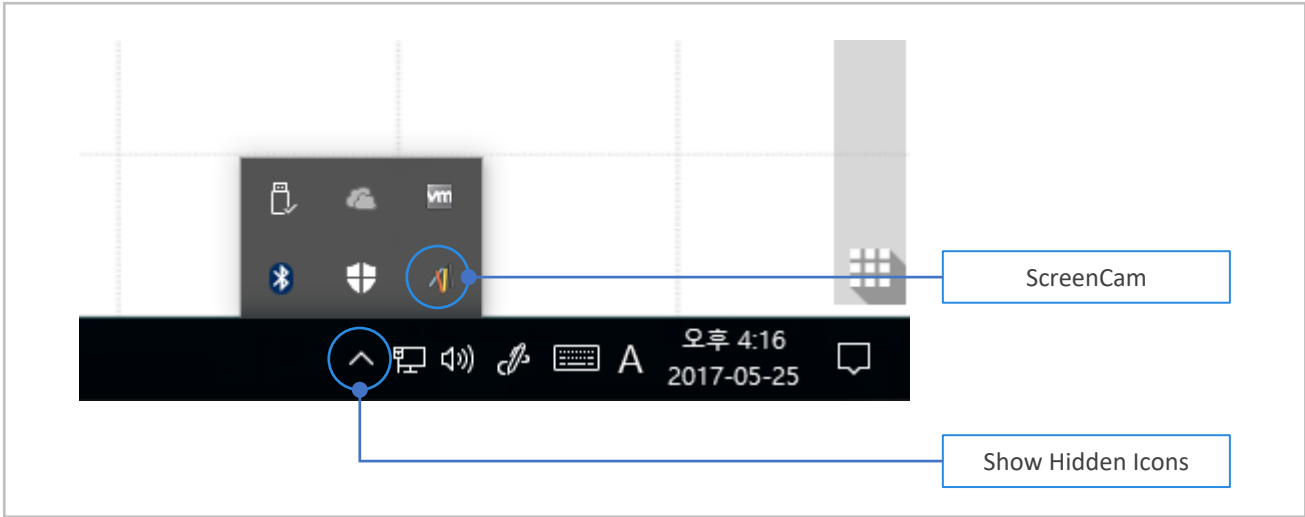 vm
ScreenCam
A
오후 4:16
2017-05-25
Show Hidden Icons